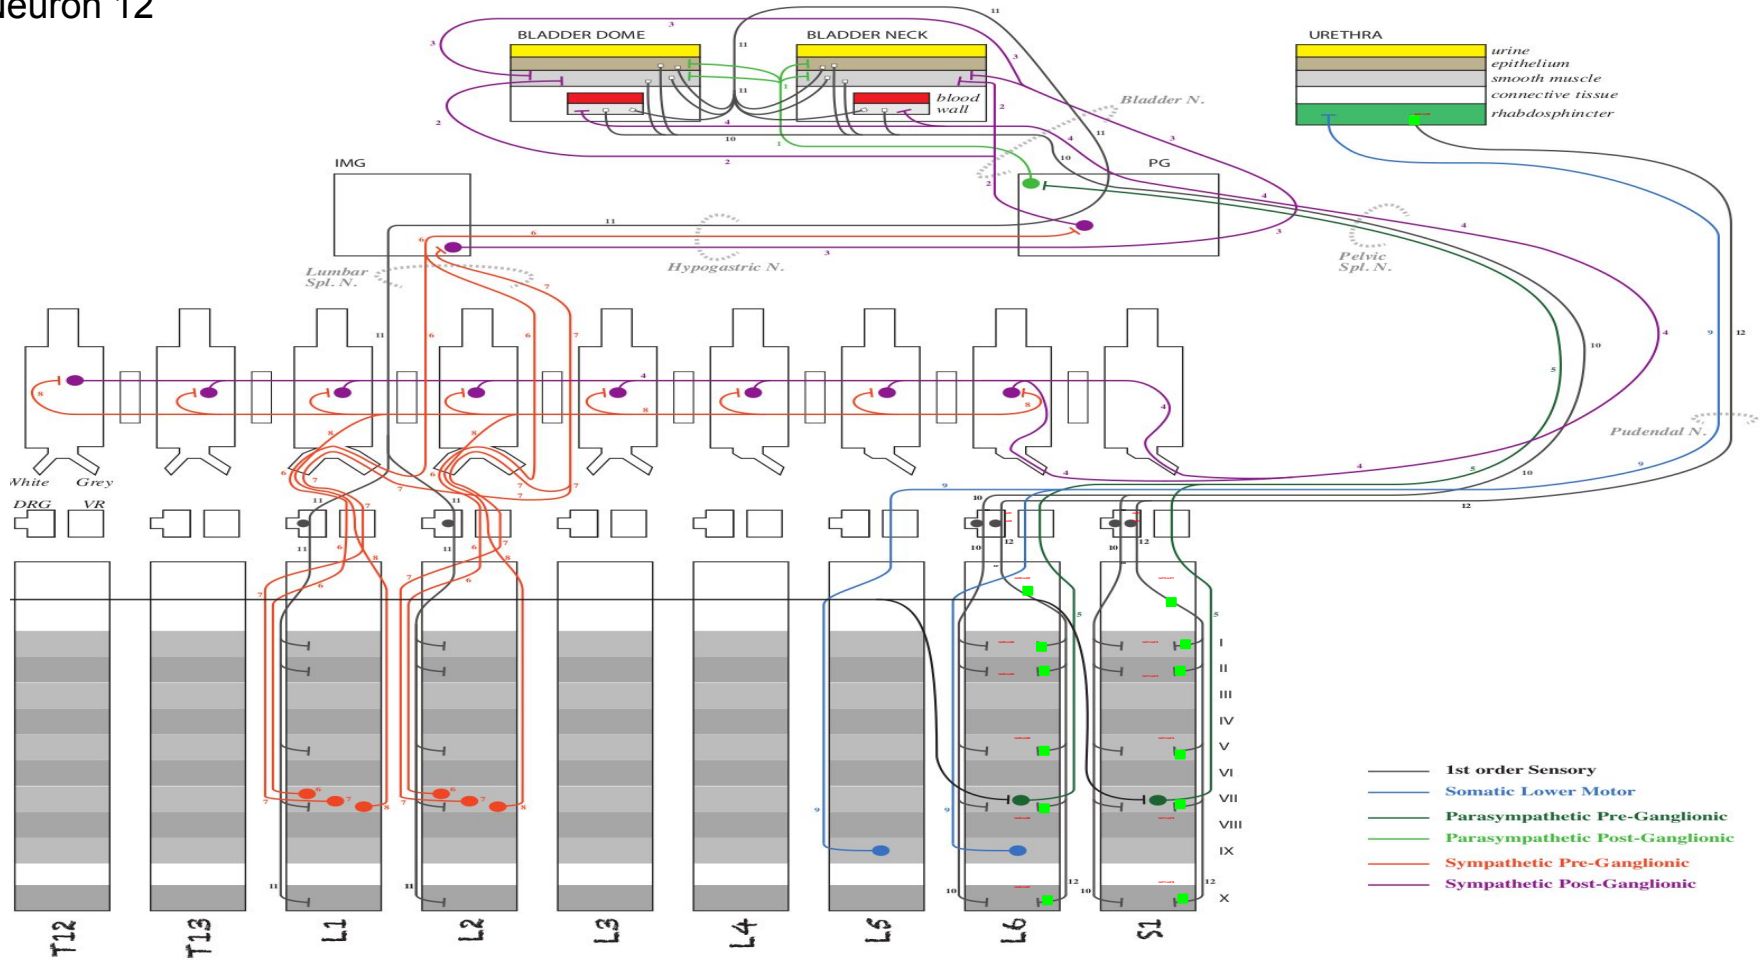 BLADDER DOME
BLADDER NECK
URETHRA
urine
epithelium
smooth muscle
connective tissue
rhabdosphincter
blood
wall
Bladder N.
IMG
PG
Lumbar
Spl. N.
Hypogastric N.
Pelvic
Spl. N.
Pudendal N.
White Grey
DRG VR
I
II
III
IV
V
VI
VII
VIII
IX
X
1st order Sensory
Somatic Lower Motor
Parasympathetic Pre-Ganglionic
Parasympathetic Post-Ganglionic
Sympathetic Pre-Ganglionic
Sympathetic Post-Ganglionic
T12
T13
L1
L2
L3
L4
L5
L6
S1